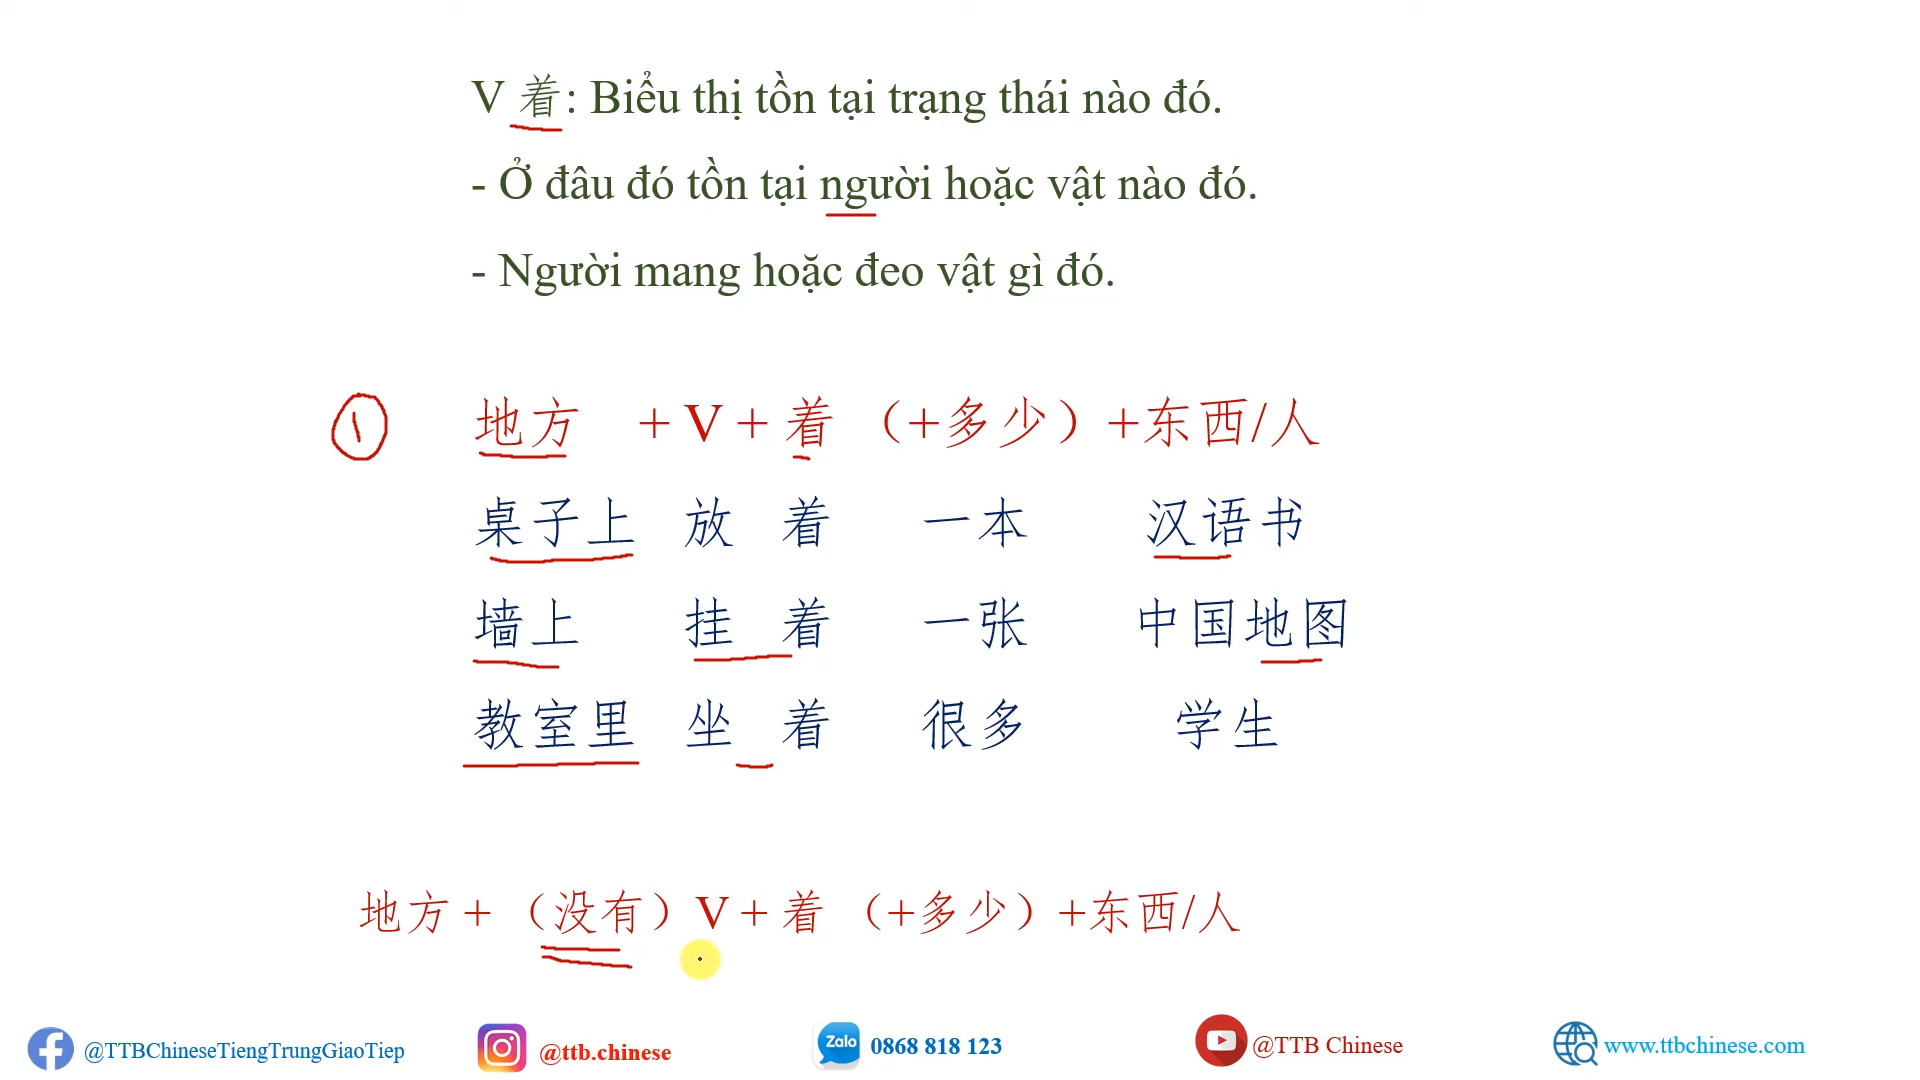 V 着: Biểu thị tồn tại trạng thái nào đó.
- Ở đâu đó tồn tại người hoặc vật nào đó.
- Người mang hoặc đeo vật gì đó.
1 地方 + V + 着 （+多少）+东西/人
桌子上 放 着 一本 汉语书
墙上 挂 着 一张 中国地图
教室里 坐 着 很多 学生
地方 + （没有）V + 着 （+多少）+东西/人
@TTBChineseTiengTrungGiaoTiep @ttb.chinese Zalo 0868 818 123 @TTB Chinese www.ttbchinese.com